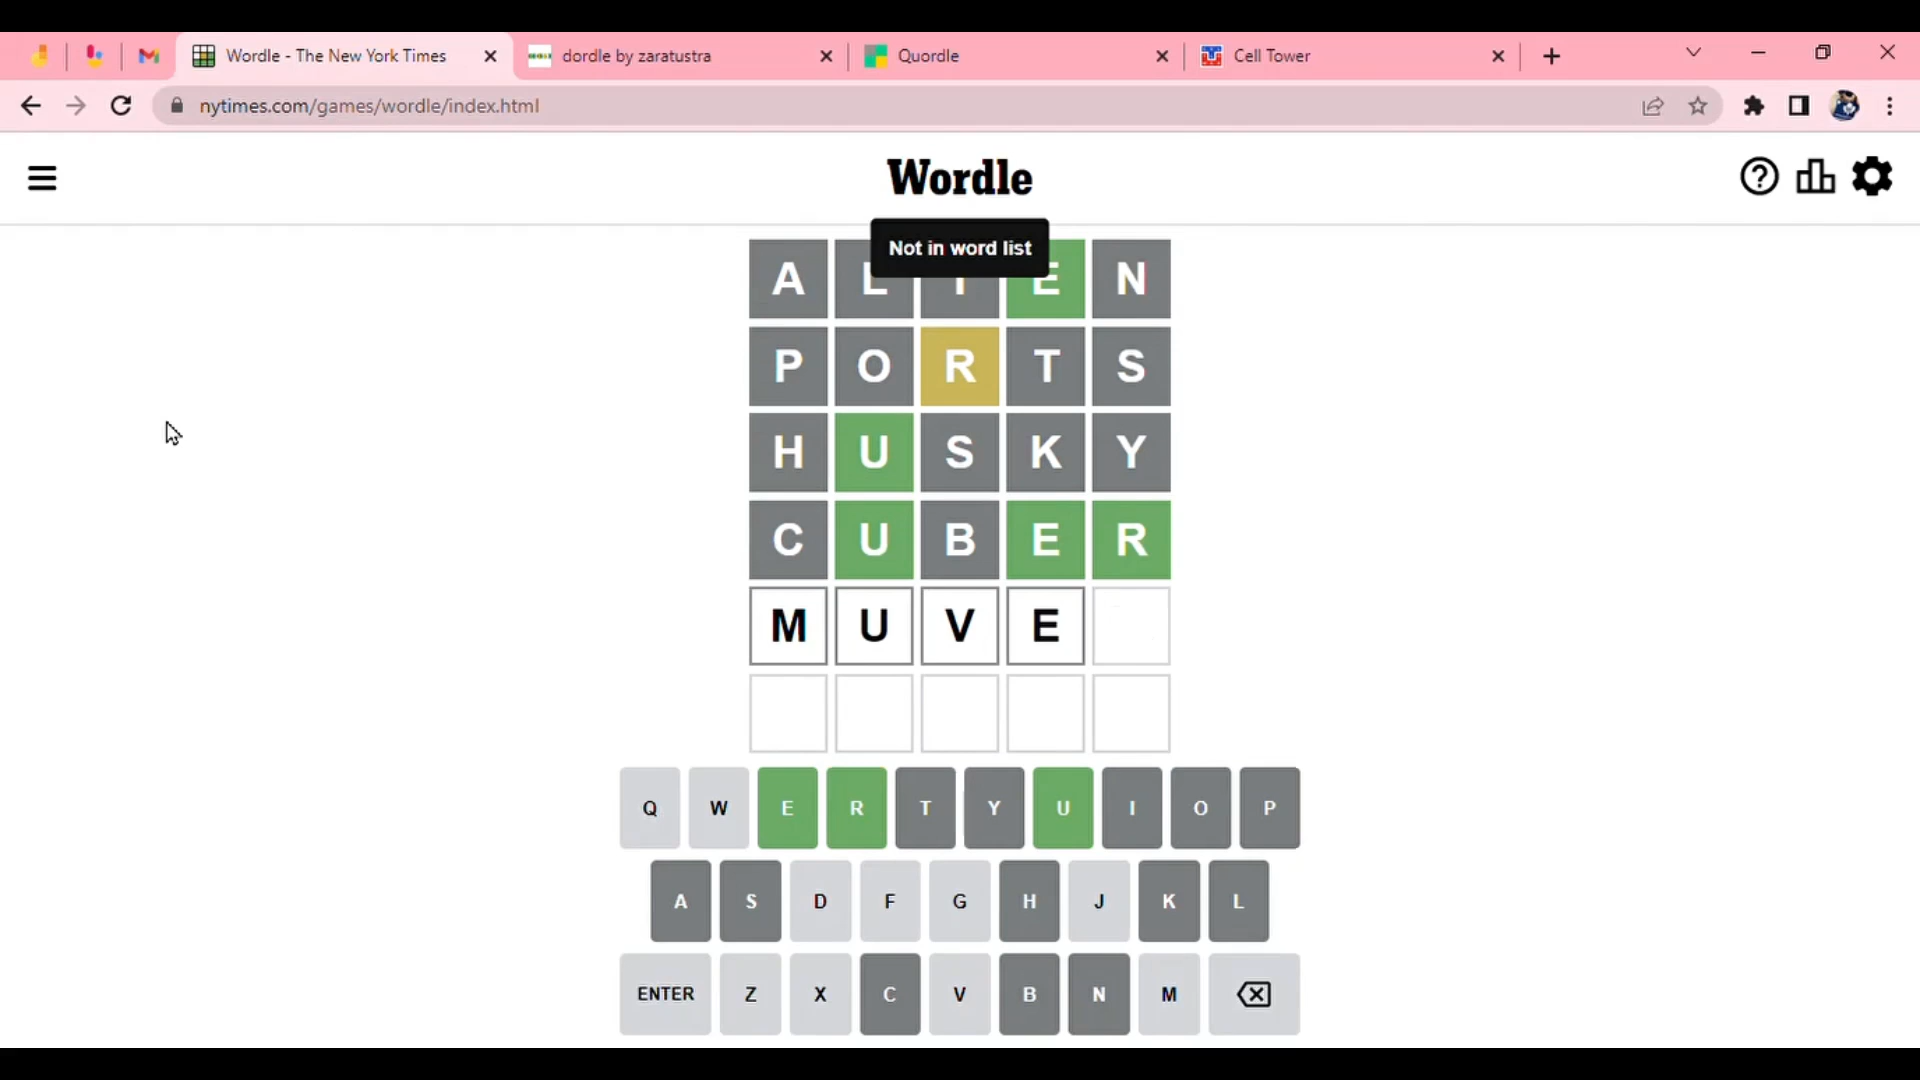 Wordle - The New York Times
dordle by zaratustra
Quordle
Cell Tower
nytimes.com/games/wordle/index.html
Wordle
Not in word list
A L I E N
P O R T S
H U S K Y
C U B E R
M U V E
Q W E R T Y U I O P
A S D F G H J K L
ENTER Z X C V B N M